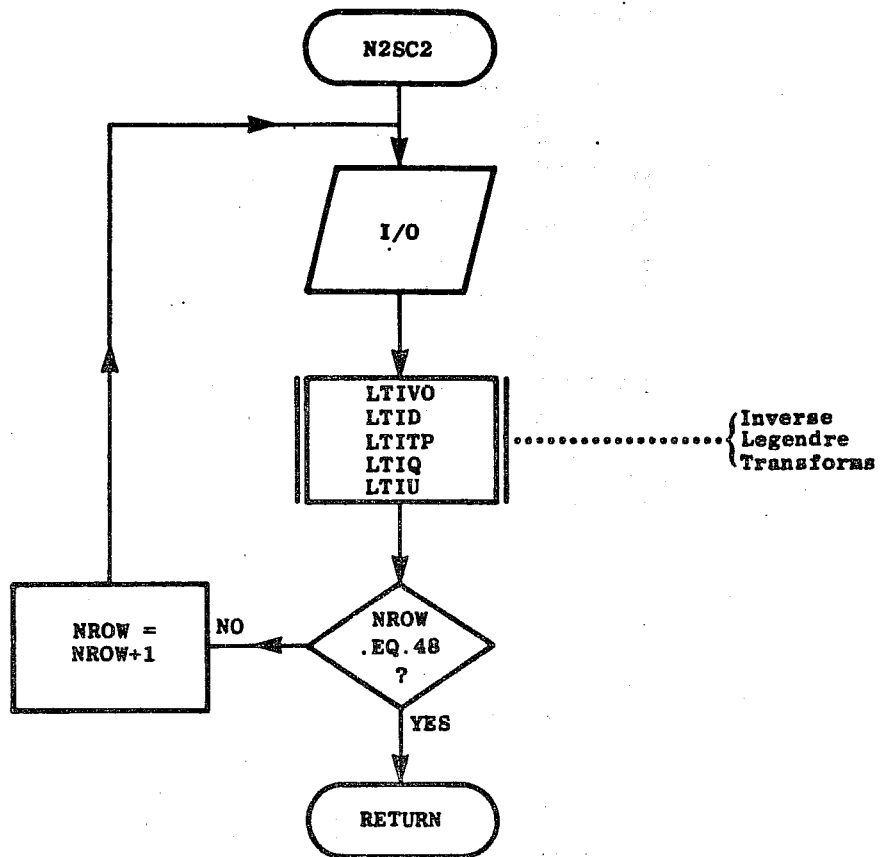 N2SC2
I/O
LTIVO
LTID
LTITP
LTIQ
LTIU
Inverse
Legendre
Transforms
NROW
.EQ.48
?
NO
NROW =
NROW+1
YES
RETURN